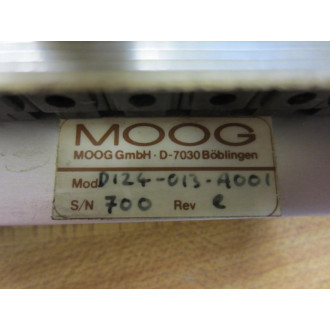 MOOG
MOOG GmbH · D-7030 Böblingen
Mod D124-013-A001
S/N 700 Rev C